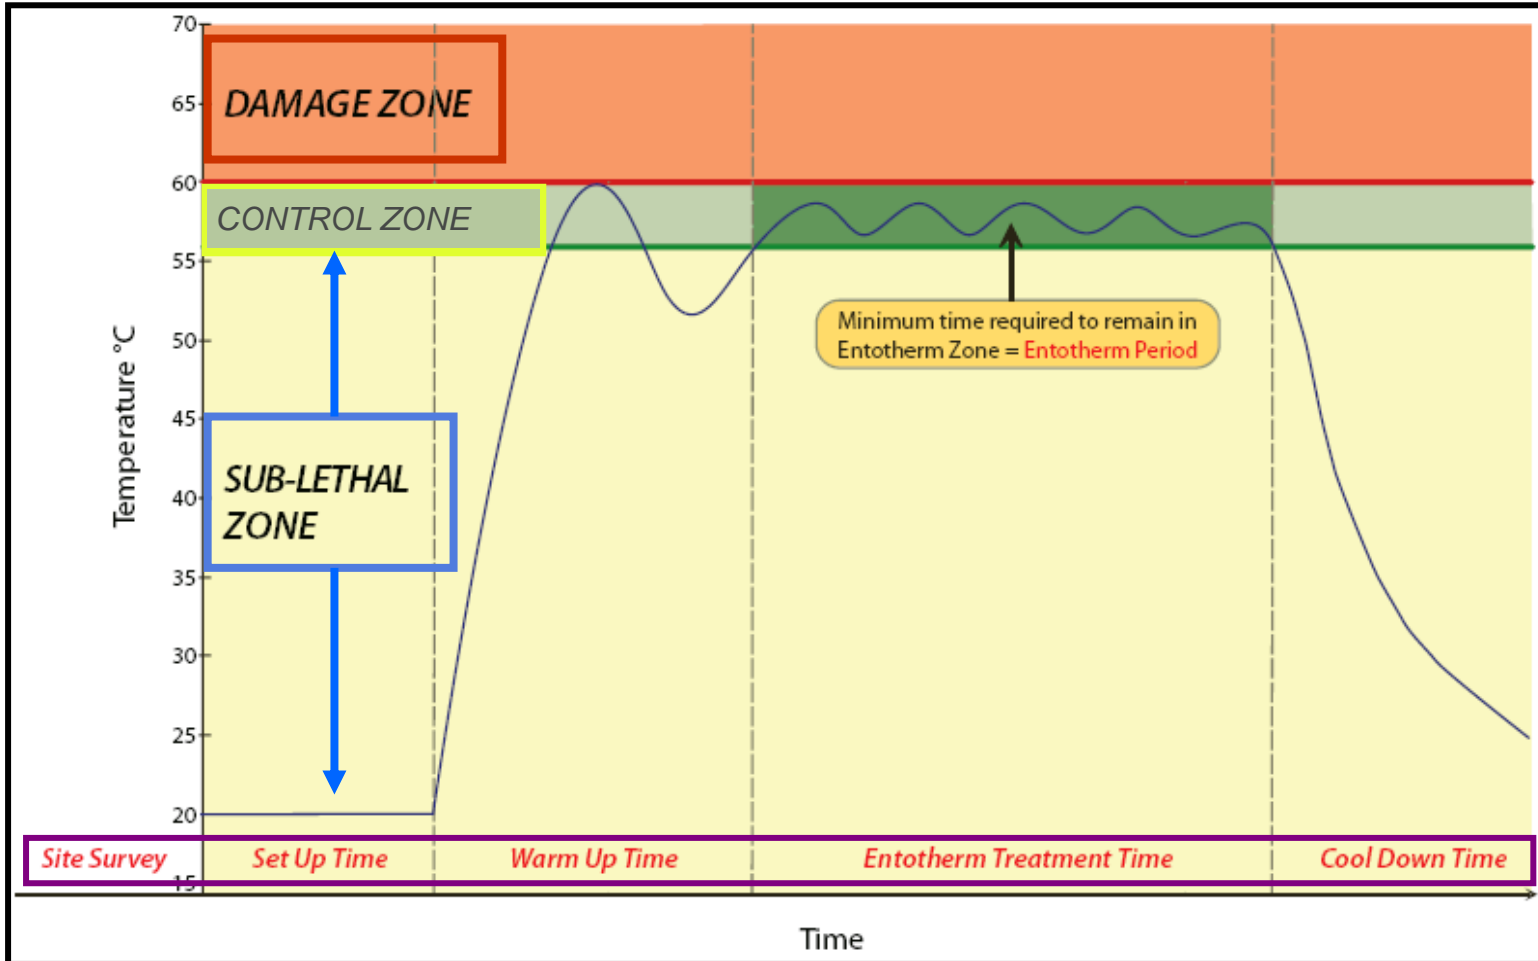 70
65
60
55
50
45
40
35
30
25
20
15
Temperature °C
DAMAGE ZONE
CONTROL ZONE
SUB-LETHAL
ZONE
Minimum time required to remain in
Entotherm Zone = Entotherm Period
Site Survey
Set Up Time
Warm Up Time
Entotherm Treatment Time
Cool Down Time
Time